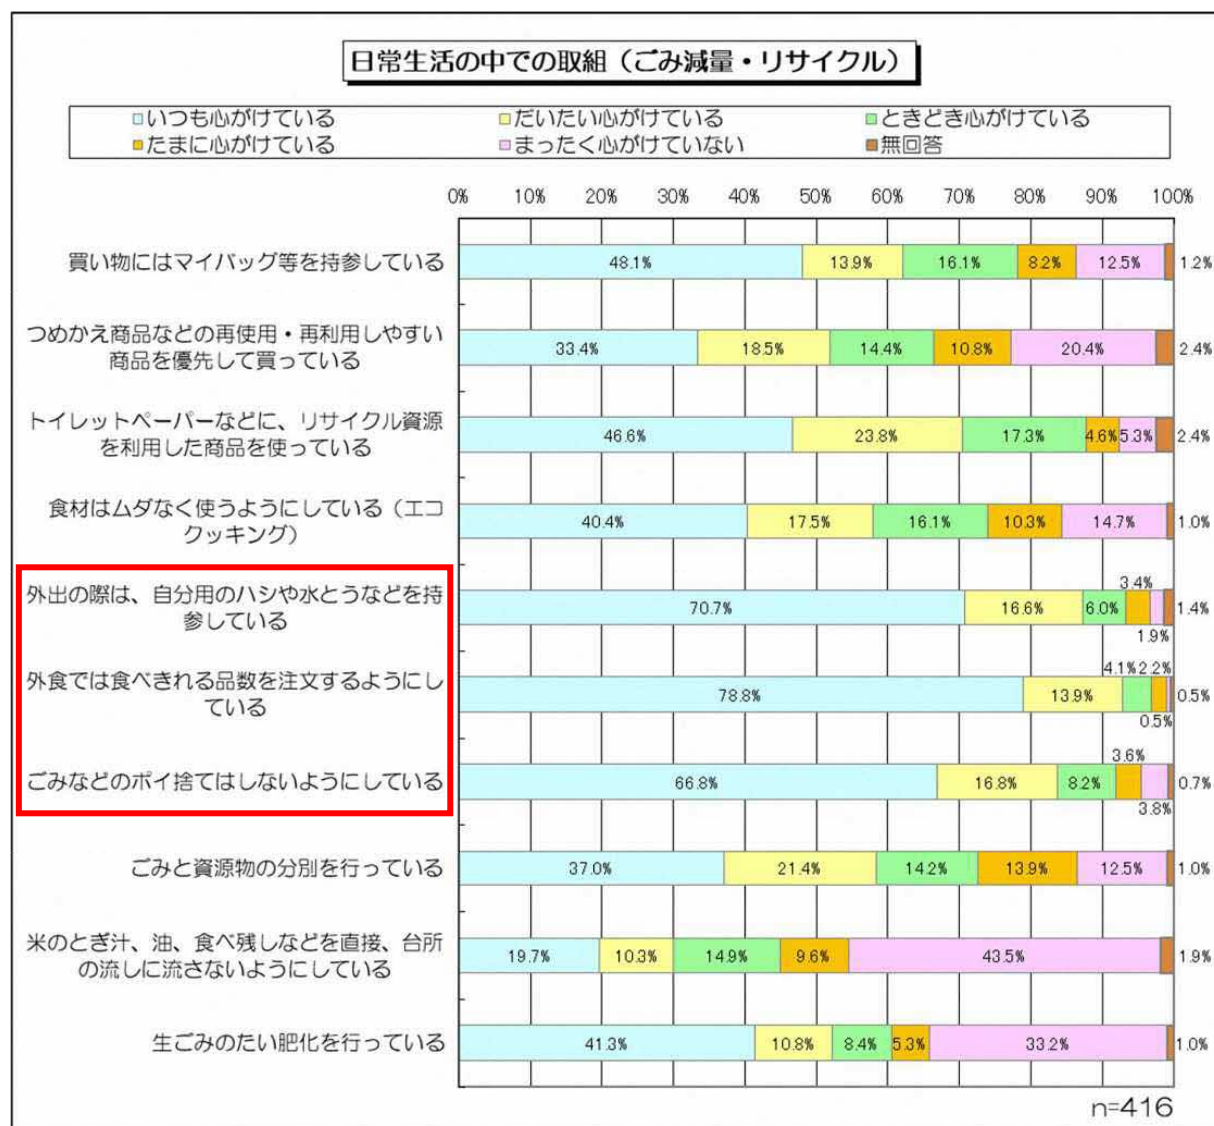 日常生活の中での取組（ごみ減量・リサイクル）
いつも心がけている だいたい心がけている ときどき心がけている
たまに心がけている まったく心がけていない 無回答
0% 10% 20% 30% 40% 50% 60% 70% 80% 90% 100%
買い物にはマイバッグ等を持参している
48.1% 13.9% 16.1% 8.2% 12.5% 1.2%
つめかえ商品などの再使用・再利用しやすい
商品を優先して買っている
33.4% 18.5% 14.4% 10.8% 20.4% 2.4%
トイレットペーパーなどに、リサイクル資源
を利用した商品を使っている
46.6% 23.8% 17.3% 4.6% 5.3% 2.4%
食材はムダなく使うようにしている（エコ
クッキング）
40.4% 17.5% 16.1% 10.3% 14.7% 1.0%
外出の際は、自分用のハシや水とうなどを持
参している
70.7% 16.6% 6.0% 3.4% 1.9% 1.4%
外食では食べきれる品数を注文するようにし
ている
78.8% 13.9% 4.1% 2.2% 0.5% 0.5%
ごみなどのポイ捨てはしないようにしている
66.8% 16.8% 8.2% 3.6% 3.8% 0.7%
ごみと資源物の分別を行っている
37.0% 21.4% 14.2% 13.9% 12.5% 1.0%
米のとぎ汁、油、食べ残しなどを直接、台所
の流しに流さないようにしている
19.7% 10.3% 14.9% 9.6% 43.5% 1.9%
生ごみのたい肥化を行っている
41.3% 10.8% 8.4% 5.3% 33.2% 1.0%
n=416